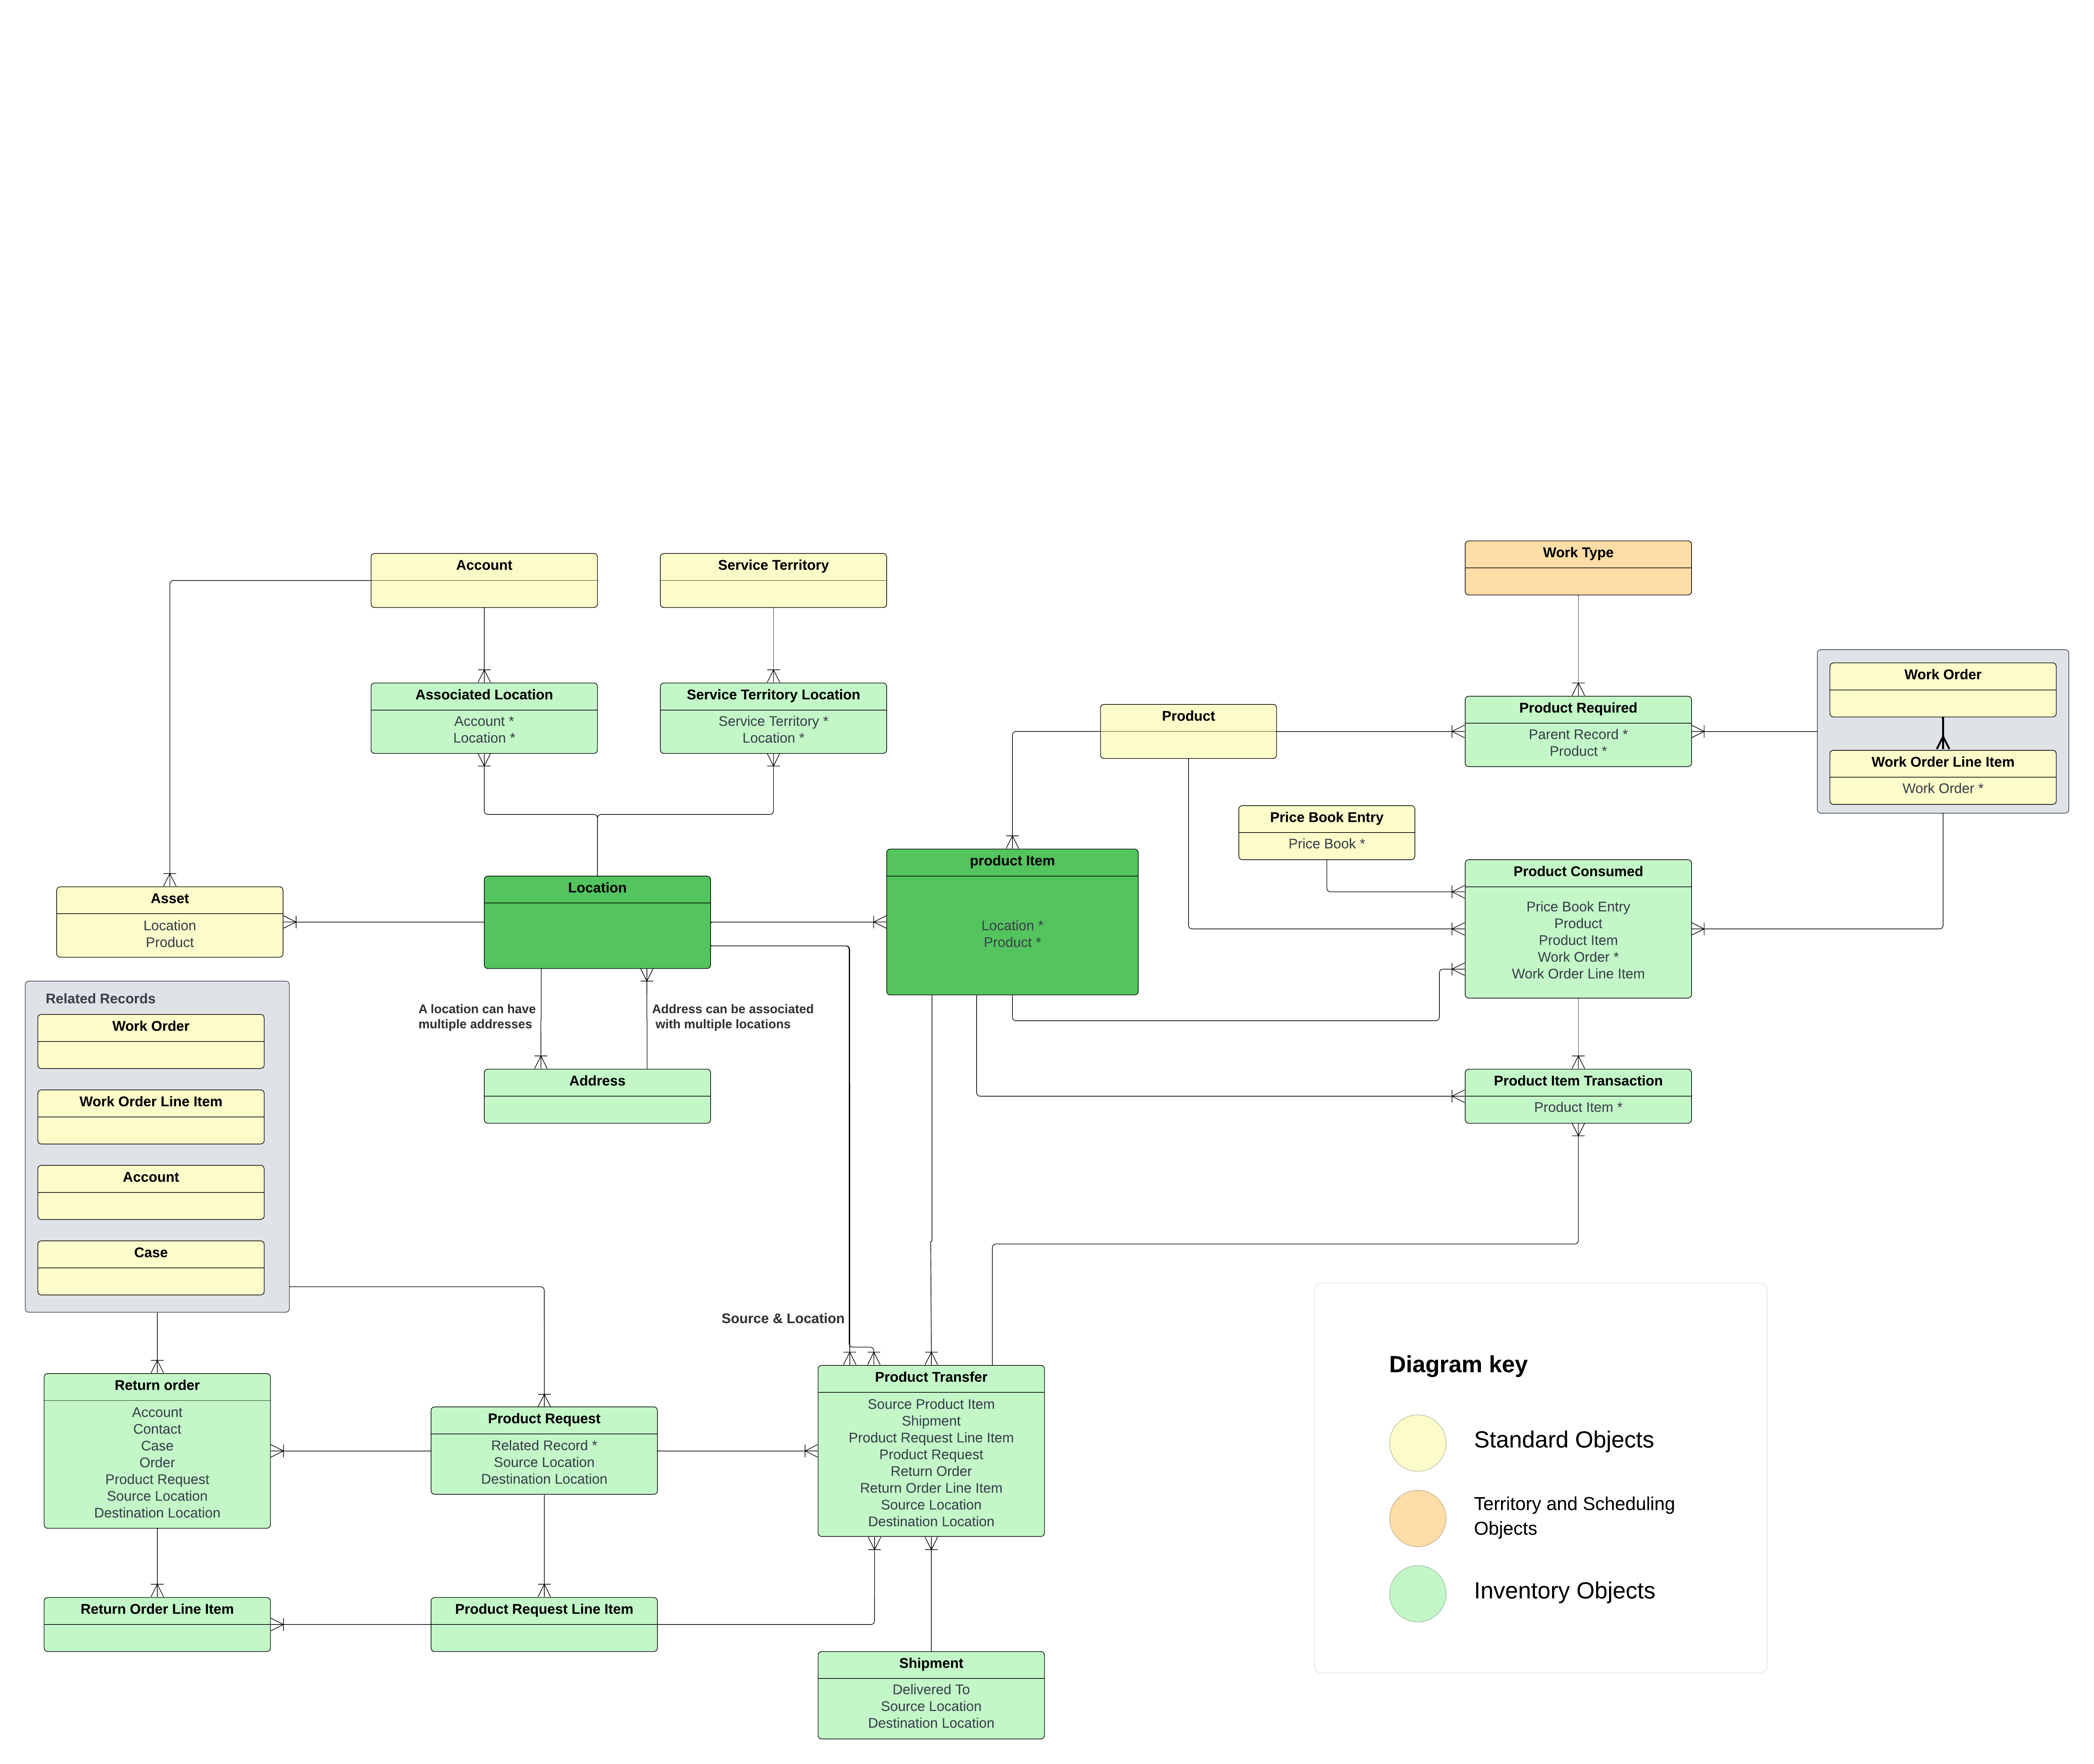 Account
Service Territory
Work Type
Associated Location
Account *
Location *
Service Territory Location
Service Territory *
Location *
Product
Product Required
Parent Record *
Product *
Work Order
Work Order Line Item
Work Order *
Price Book Entry
Price Book *
Asset
Location
Product
Location
product Item
Location *
Product *
Product Consumed
Price Book Entry
Product
Product Item
Work Order *
Work Order Line Item
Related Records
Work Order
Work Order Line Item
Account
Case
A location can have
multiple addresses
Address can be associated
with multiple locations
Address
Product Item Transaction
Product Item *
Source & Location
Return order
Account
Contact
Case
Order
Product Request
Source Location
Destination Location
Product Request
Related Record *
Source Location
Destination Location
Product Transfer
Source Product Item
Shipment
Product Request Line Item
Product Request
Return Order
Return Order Line Item
Source Location
Destination Location
Return Order Line Item
Product Request Line Item
Shipment
Delivered To
Source Location
Destination Location
Diagram key
Standard Objects
Territory and Scheduling
Objects
Inventory Objects